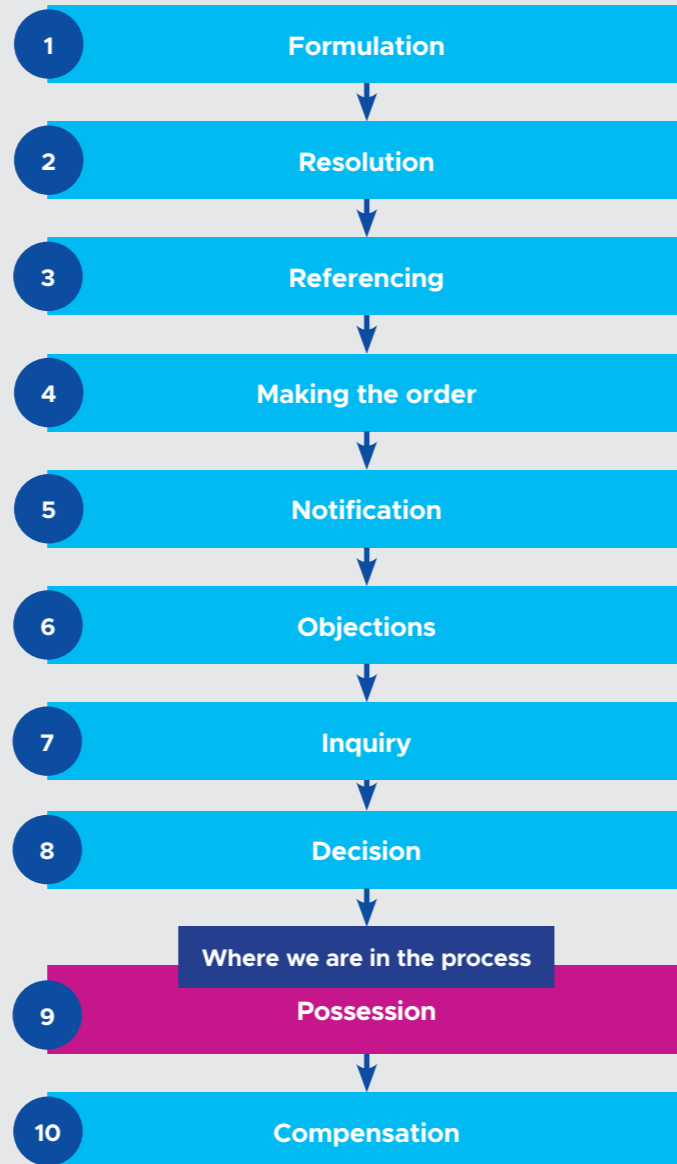 1
Formulation
2
Resolution
3
Referencing
4
Making the order
5
Notification
6
Objections
7
Inquiry
8
Decision
Where we are in the process
9
Possession
10
Compensation